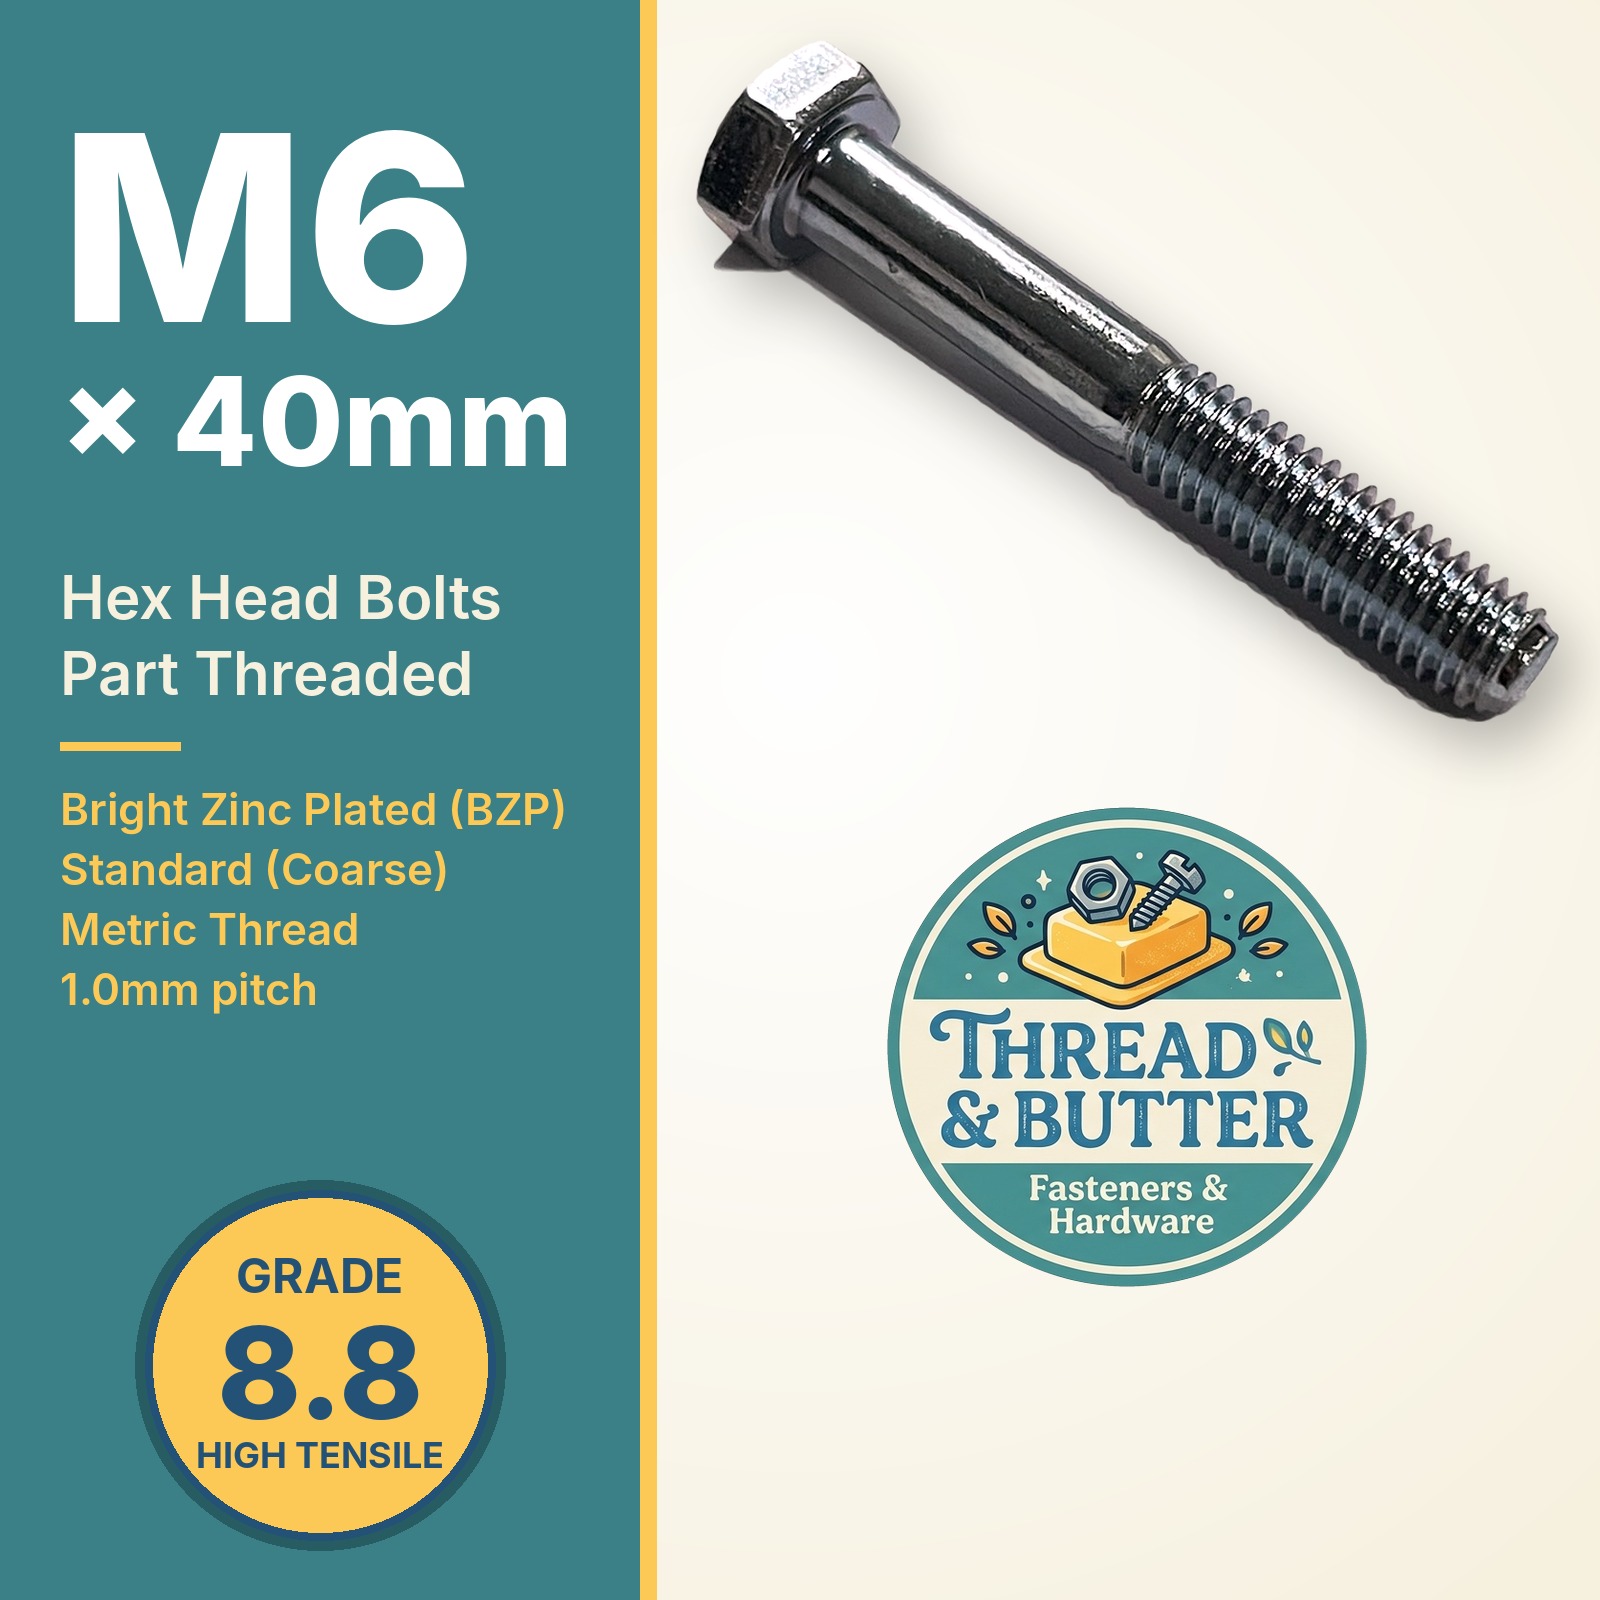 M6
× 40mm
Hex Head Bolts
Part Threaded
Bright Zinc Plated (BZP)
Standard (Coarse)
Metric Thread
1.0mm pitch
GRADE
8.8
HIGH TENSILE
THREAD
& BUTTER
Fasteners &
Hardware